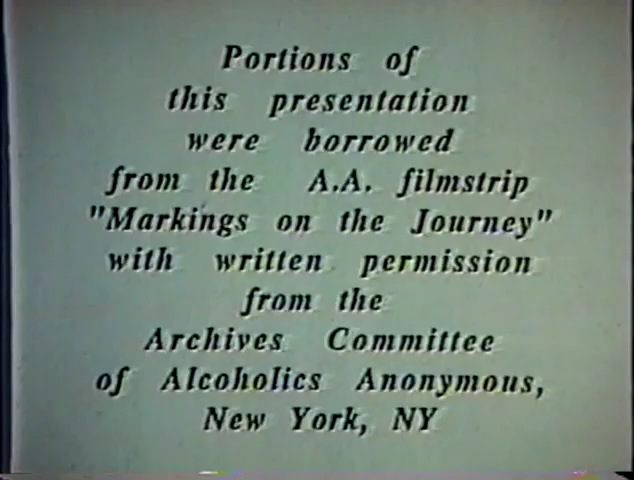 Portions of
this presentation
were borrowed
from the A.A. filmstrip
"Markings on the Journey"
with written permission
from the
Archives Committee
of Alcoholics Anonymous,
New York, NY